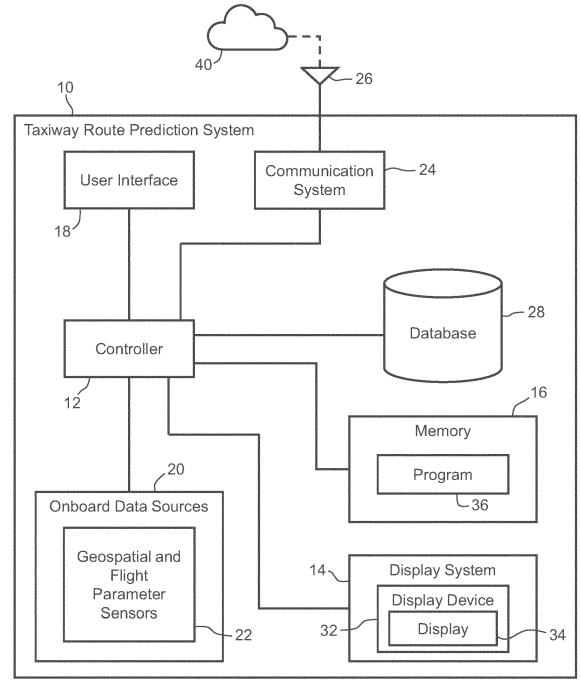 40
26
10
Taxiway Route Prediction System
User Interface
18
Communication
System
24
Controller
12
Database
28
16
Memory
Program
36
20
Onboard Data Sources
Geospatial and
Flight
Parameter
Sensors
22
14
Display System
Display Device
32
Display
34